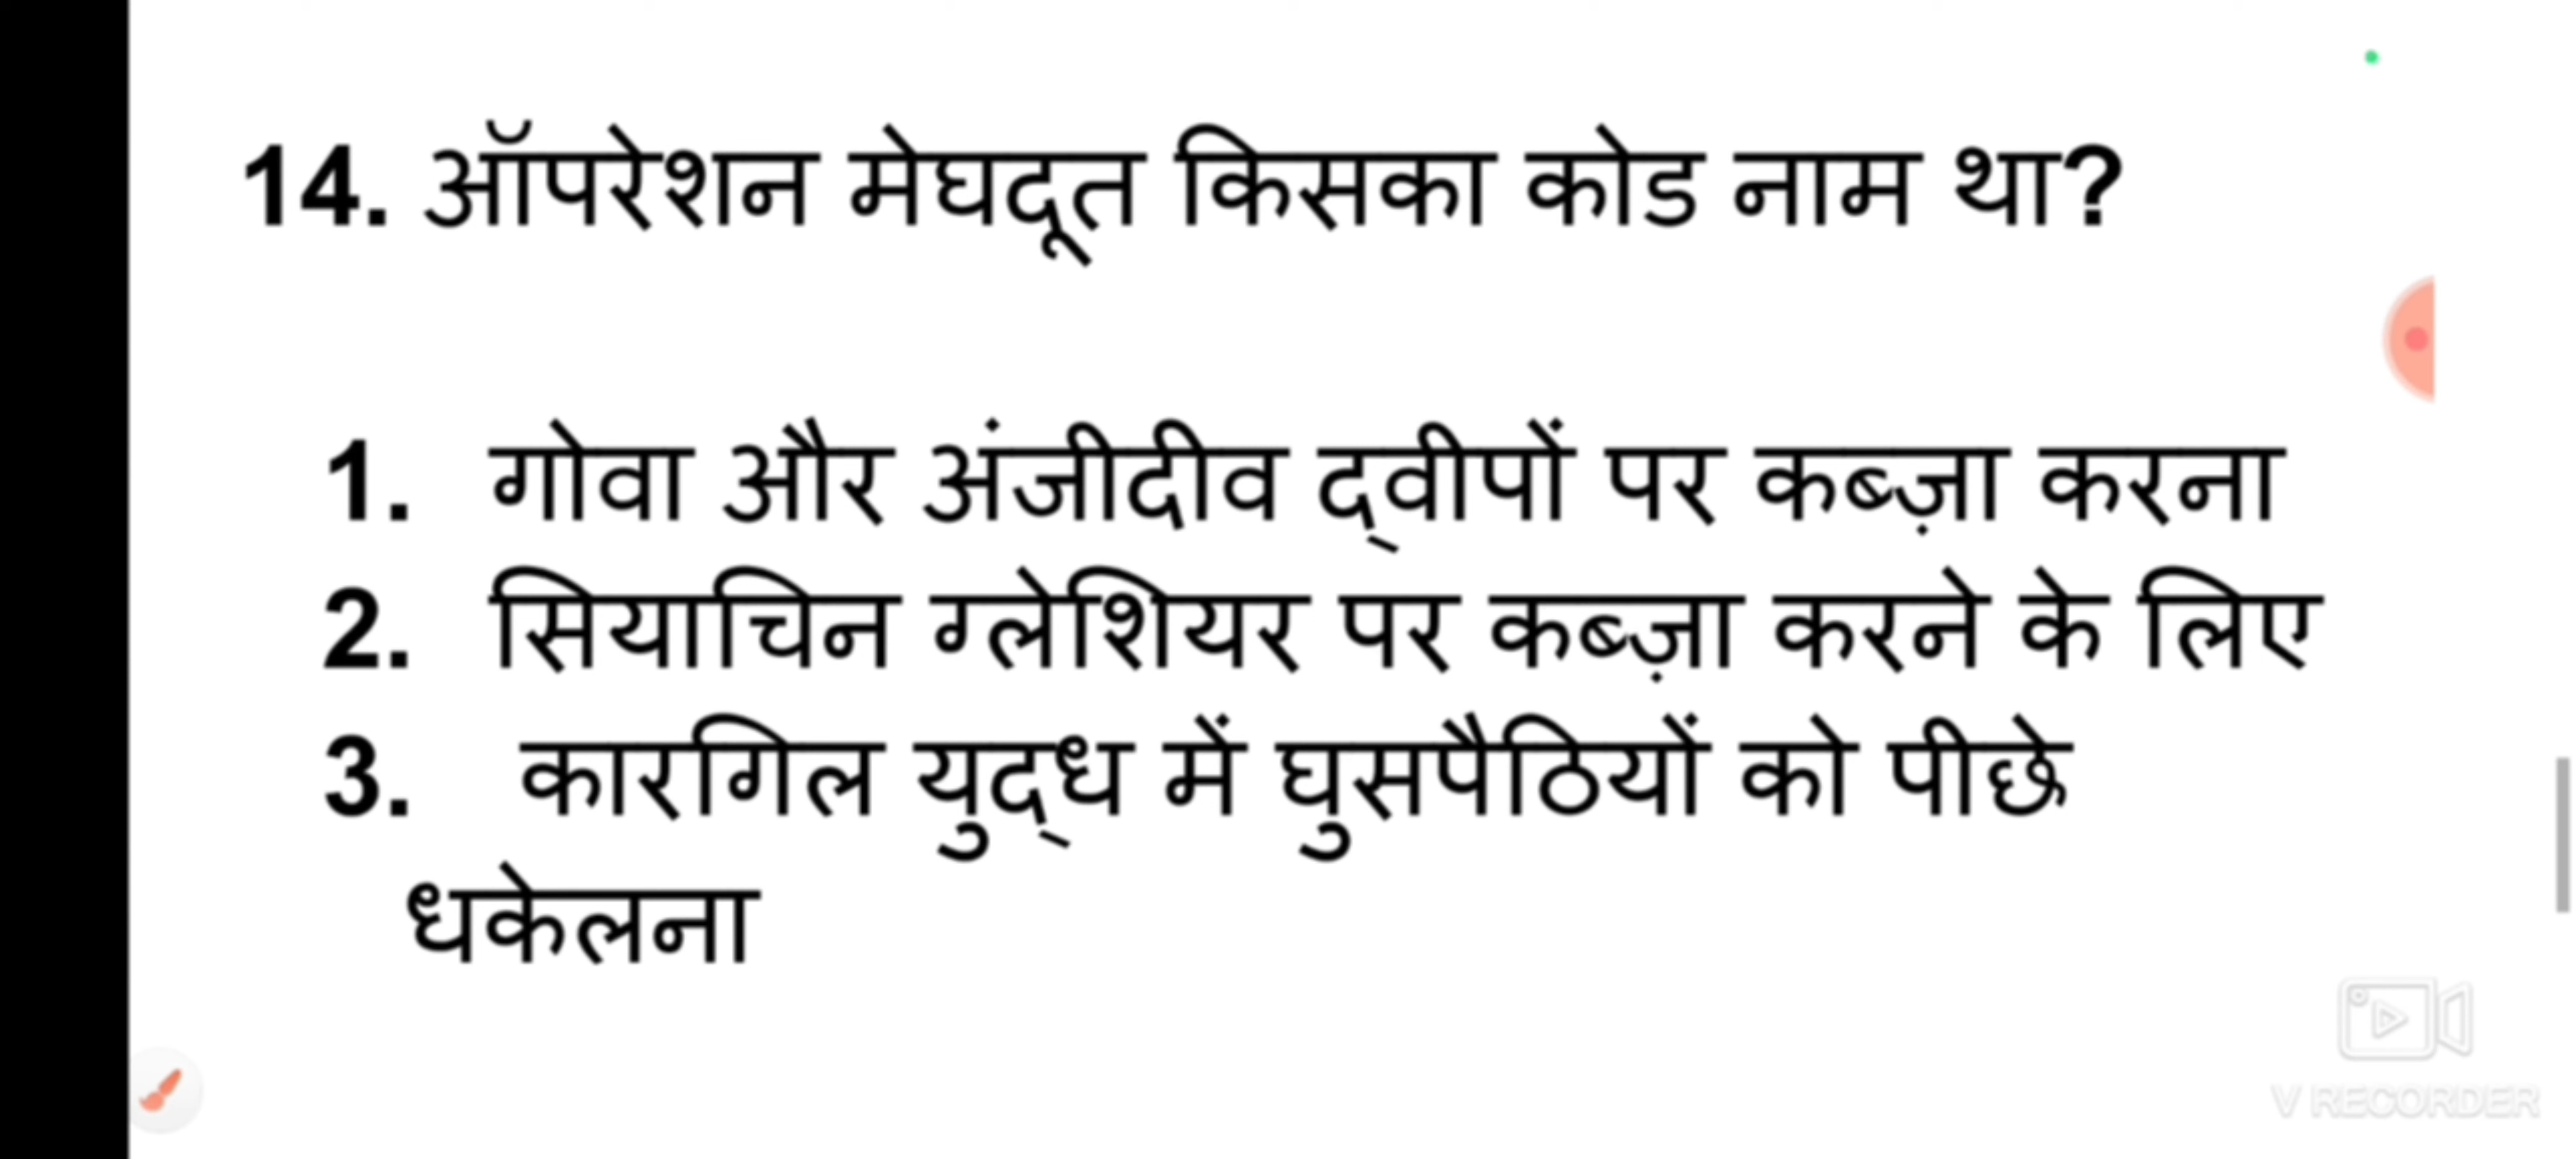 14. ऑपरेशन मेघदूत किसका कोड नाम था?
1. गोवा और अंजीदीव द्वीपों पर कब्ज़ा करना
2. सियाचिन ग्लेशियर पर कब्ज़ा करने के लिए
3. कारगिल युद्ध में घुसपैठियों को पीछे
धकेलना
V RECORDER